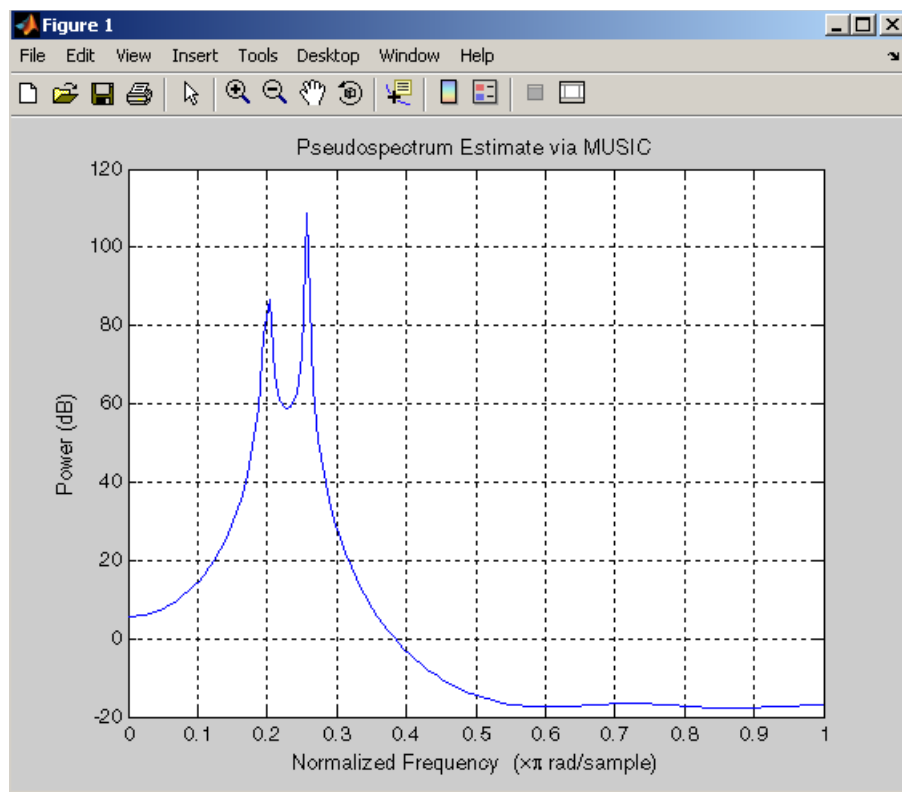 Figure 1
File Edit View Insert Tools Desktop Window Help
Pseudospectrum Estimate via MUSIC
120
100
80
60
40
20
0
-20
Power (dB)
0 0.1 0.2 0.3 0.4 0.5 0.6 0.7 0.8 0.9 1
Normalized Frequency (×π rad/sample)